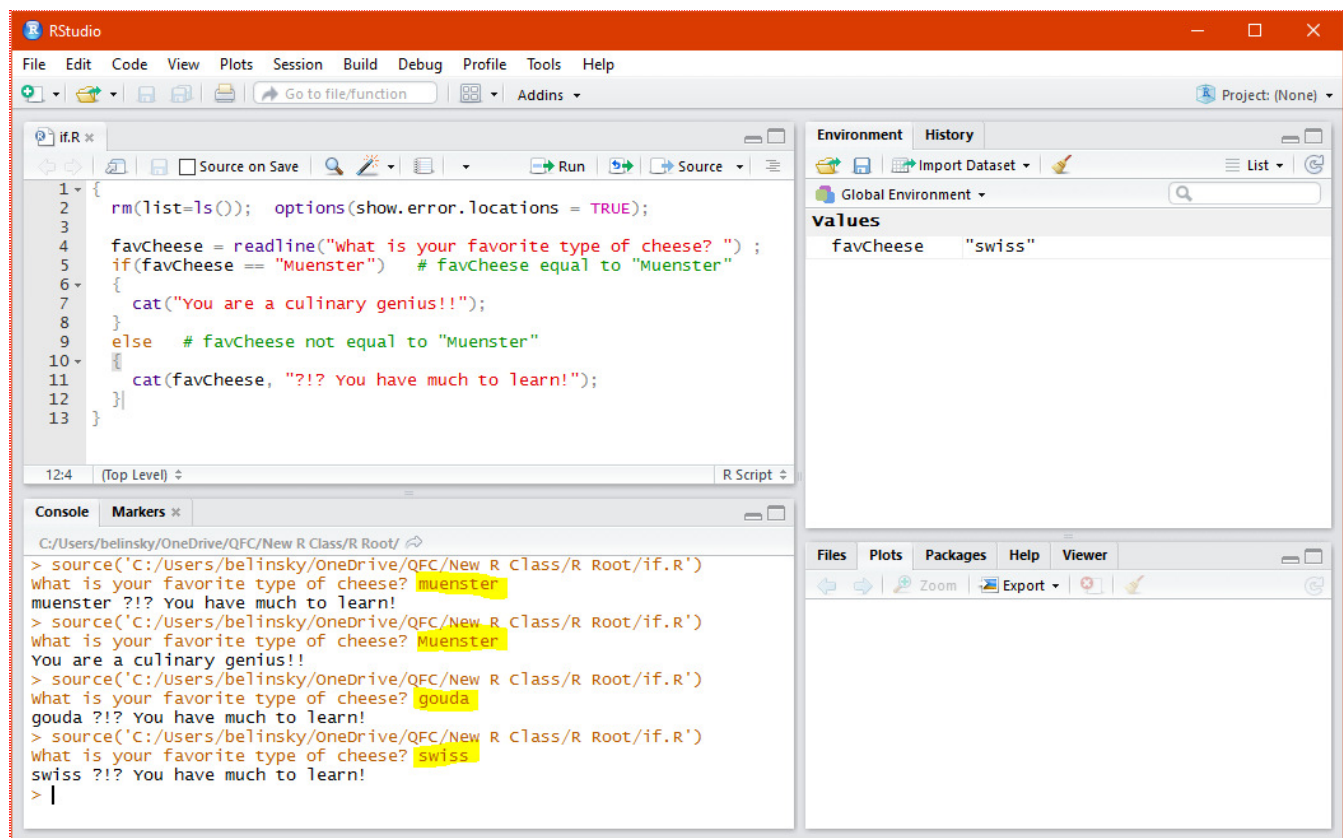 RStudio
File Edit Code View Plots Session Build Debug Profile Tools Help
Go to file/function Addins Project: (None)
if.R
Source on Save Run Source
1 {
2 rm(list=ls()); options(show.error.locations = TRUE);
3
4 favCheese = readline("What is your favorite type of cheese? ") ;
5 if(favCheese == "Muenster") # favCheese equal to "Muenster"
6 {
7 cat("You are a culinary genius!!");
8 }
9 else # favCheese not equal to "Muenster"
10 {
11 cat(favCheese, "?!? You have much to learn!");
12 }
13 }
12:4 (Top Level) R Script
Console Markers
C:/Users/belinsky/OneDrive/QFC/New R Class/R Root/
> source('C:/Users/belinsky/OneDrive/QFC/New R Class/R Root/if.R')
What is your favorite type of cheese? muenster
muenster ?!? You have much to learn!
> source('C:/Users/belinsky/OneDrive/QFC/New R Class/R Root/if.R')
What is your favorite type of cheese? Muenster
You are a culinary genius!!
> source('C:/Users/belinsky/OneDrive/QFC/New R Class/R Root/if.R')
What is your favorite type of cheese? gouda
gouda ?!? You have much to learn!
> source('C:/Users/belinsky/OneDrive/QFC/New R Class/R Root/if.R')
What is your favorite type of cheese? swiss
swiss ?!? You have much to learn!
>
Environment History
Import Dataset List
Global Environment
Values
favCheese "swiss"
Files Plots Packages Help Viewer
Zoom Export